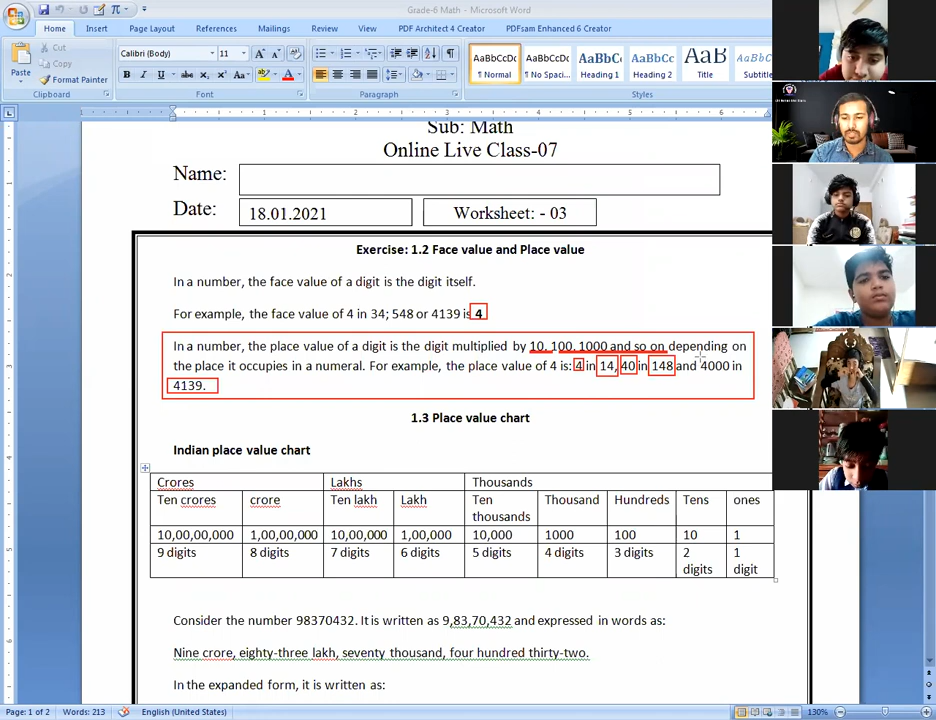 Grade-6 Math - Microsoft Word
Home Insert Page Layout References Mailings Review View PDF Architect 4 Creator PDFsam Enhanced 6 Creator
Paste
Cut
Copy
Format Painter
Clipboard
Calibri (Body) 11
Font
Paragraph
AaBbCcDc AaBbCcDc AaBbC AaBbCc AaB AaBbCc
¶ Normal ¶ No Spaci... Heading 1 Heading 2 Title Subtitle
Styles
Sub: Math
Online Live Class-07
Name:
Date: 18.01.2021 Worksheet: - 03
Exercise: 1.2 Face value and Place value
In a number, the face value of a digit is the digit itself.
For example, the face value of 4 in 34; 548 or 4139 is 4
In a number, the place value of a digit is the digit multiplied by 10, 100, 1000 and so on depending on
the place it occupies in a numeral. For example, the place value of 4 is: 4 in 14, 40 in 148 and 4000 in
4139.
1.3 Place value chart
Indian place value chart
Crores Lakhs Thousands
Ten crores crore Ten lakh Lakh Ten thousands Thousand Hundreds Tens ones
10,00,00,000 1,00,00,000 10,00,000 1,00,000 10,000 1000 100 10 1
9 digits 8 digits 7 digits 6 digits 5 digits 4 digits 3 digits 2 digits 1 digit
Consider the number 98370432. It is written as 9,83,70,432 and expressed in words as:
Nine crore, eighty-three lakh, seventy thousand, four hundred thirty-two.
In the expanded form, it is written as:
Page: 1 of 2 Words: 213 English (United States) 130%